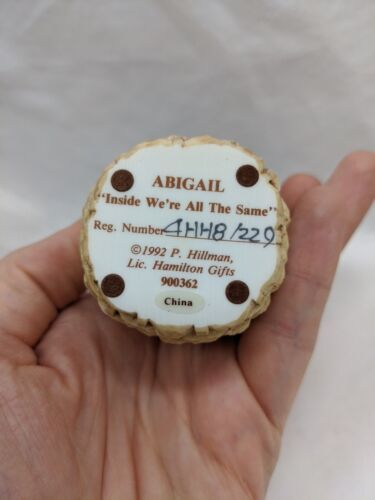 ABIGAIL
"Inside We're All The Same"
Reg. Number 4HH8/229
©1992 P. Hillman,
Lic. Hamilton Gifts
900362
China